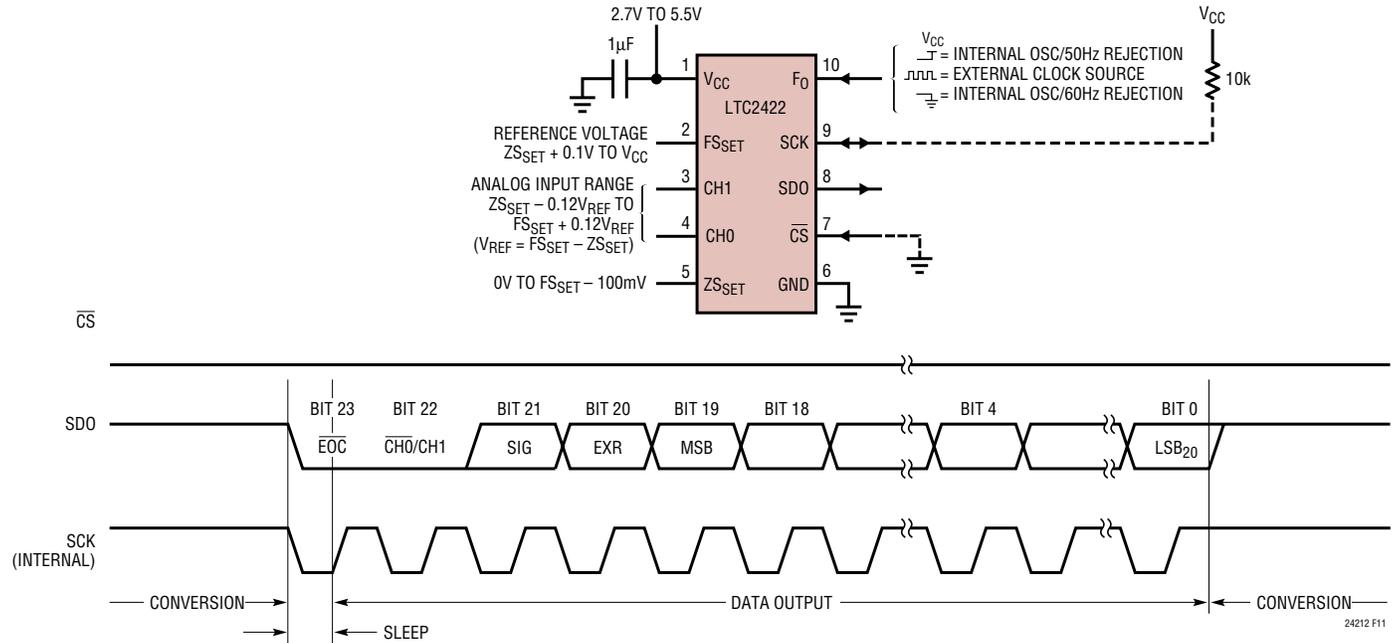 2.7V TO 5.5V
VCC
1µF
VCC
= INTERNAL OSC/50Hz REJECTION
= EXTERNAL CLOCK SOURCE
= INTERNAL OSC/60Hz REJECTION
10k
1
VCC
FO
10
LTC2422
REFERENCE VOLTAGE
ZSSET + 0.1V TO VCC
2
FSSET
SCK
9
ANALOG INPUT RANGE
ZSSET – 0.12VREF TO
FSSET + 0.12VREF
(VREF = FSSET – ZSSET)
3
CH1
SDO
8
4
CH0
C̅S̅
7
0V TO FSSET – 100mV
5
ZSSET
GND
6
C̅S̅
SDO
BIT 23
BIT 22
BIT 21
BIT 20
BIT 19
BIT 18
BIT 4
BIT 0
E̅O̅C̅
C̅H̅0̅/CH1
SIG
EXR
MSB
LSB20
SCK
(INTERNAL)
CONVERSION
DATA OUTPUT
CONVERSION
SLEEP
24212 F11